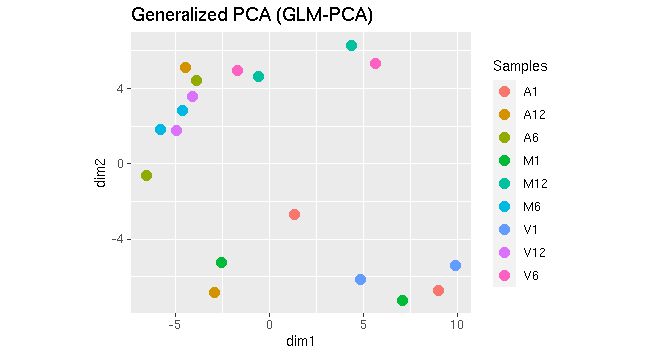 Generalized PCA (GLM-PCA)
Samples
A1
A12
A6
M1
M12
M6
V1
V12
V6
4
0
-4
dim2
-5
0
5
10
dim1